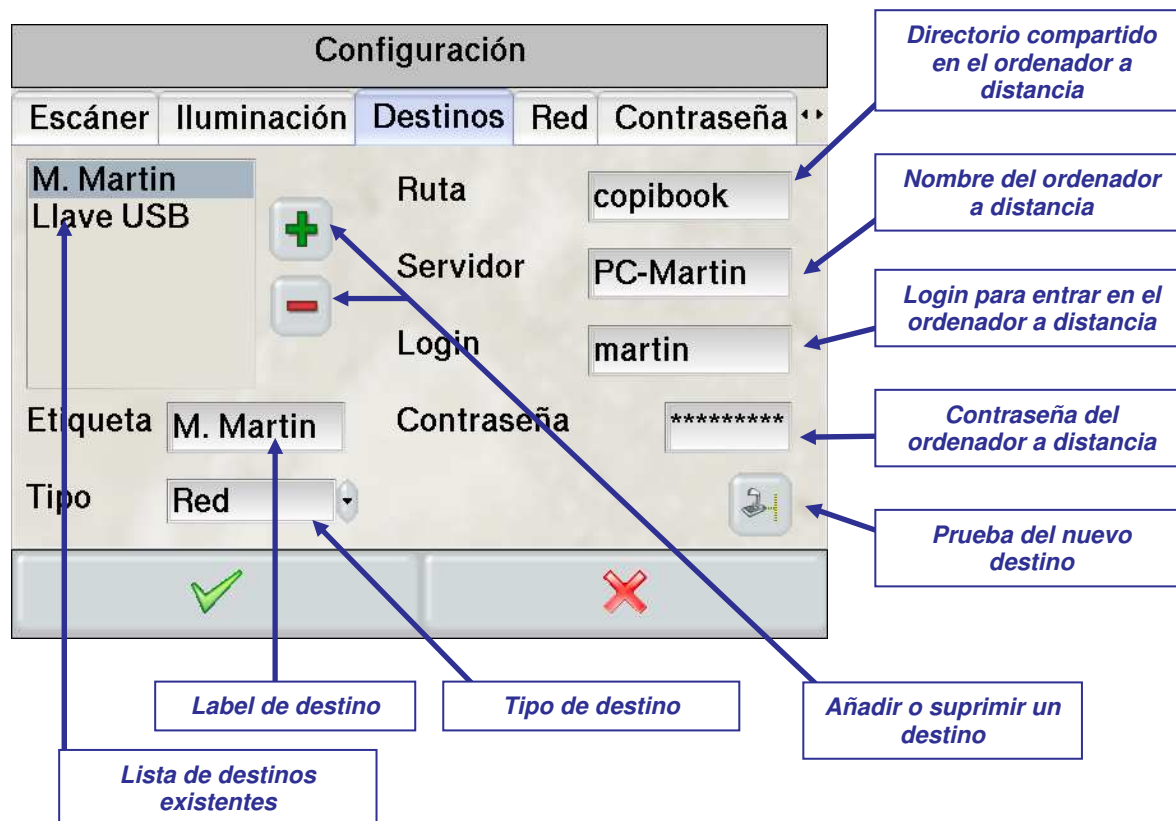 Configuración
Escáner Iluminación Destinos Red Contraseña
M. Martin
Llave USB
Ruta
copibook
Servidor
PC-Martin
Login
martin
Etiqueta
M. Martin
Contraseña
*********
Tipo
Red
Directorio compartido
en el ordenador a
distancia
Nombre del ordenador
a distancia
Login para entrar en el
ordenador a distancia
Contraseña del
ordenador a distancia
Prueba del nuevo
destino
Label de destino
Tipo de destino
Añadir o suprimir un
destino
Lista de destinos
existentes